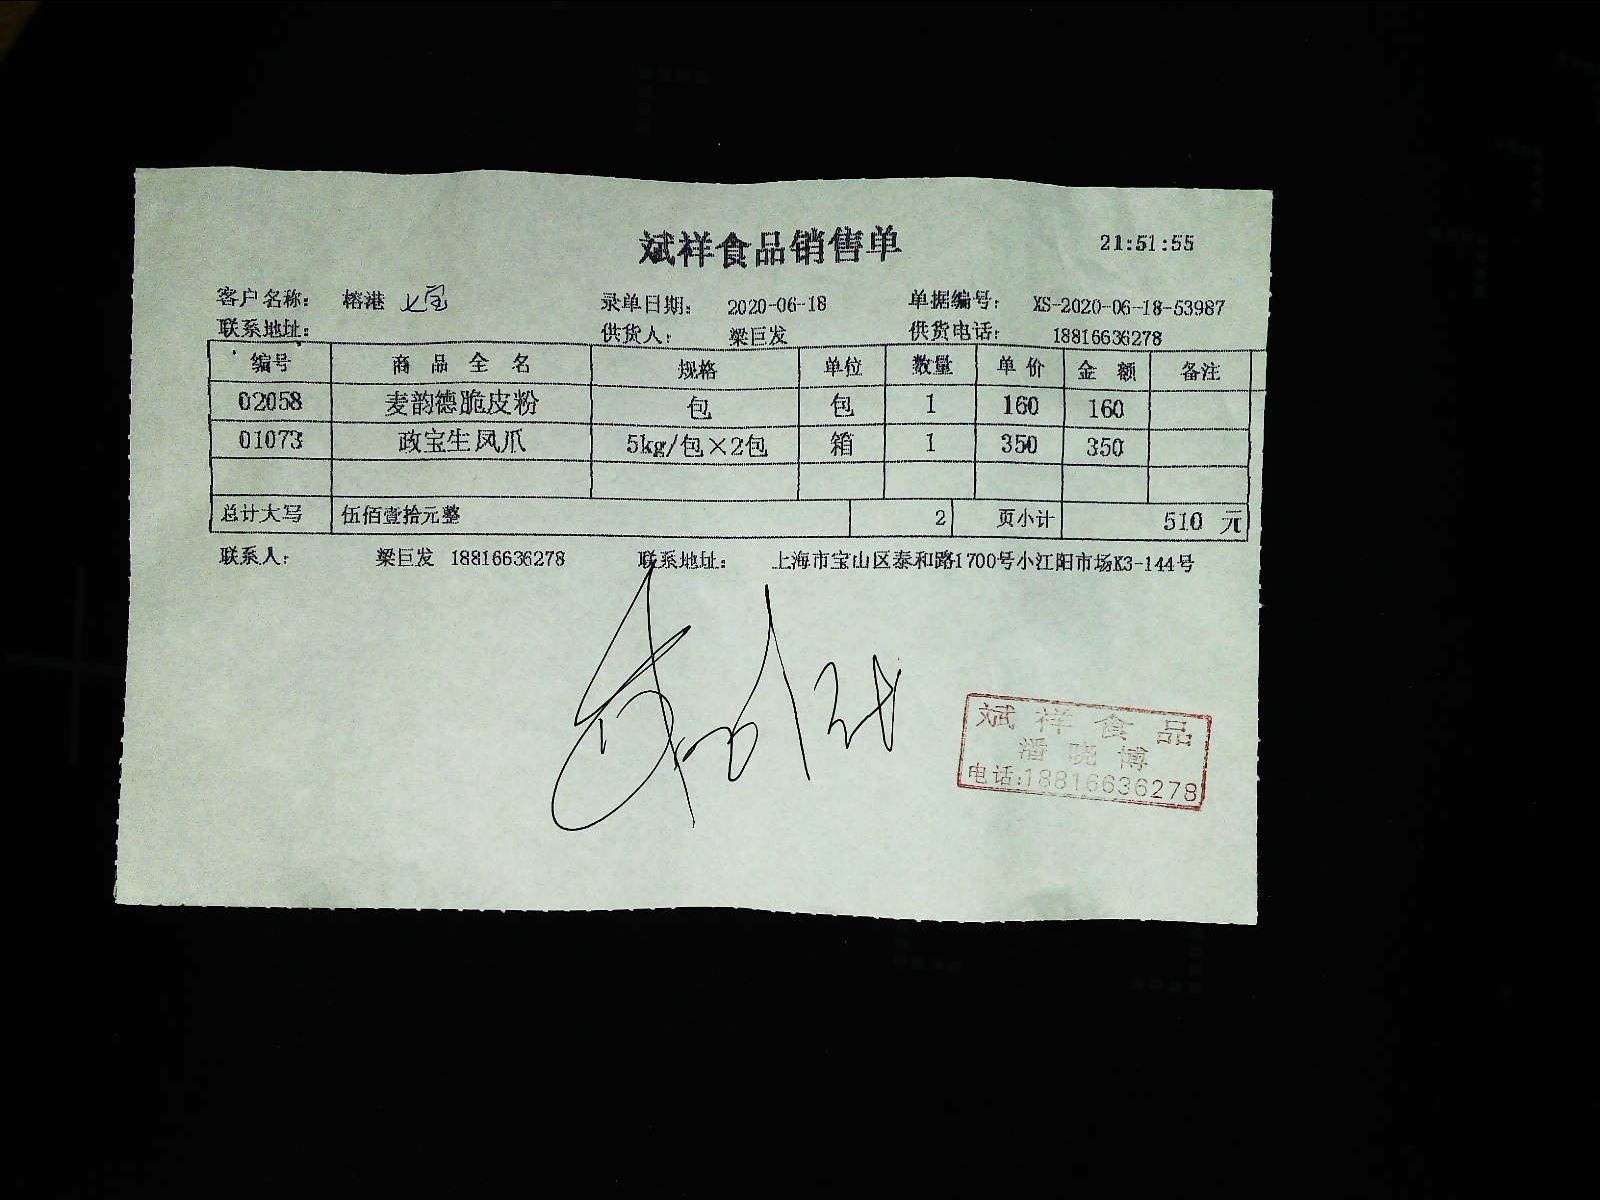 斌祥食品销售单 21:51:55
客户名称: 榕港 录单日期: 2020-06-18 单据编号: XS-2020-06-18-53987
联系地址: 供货人: 梁巨发 供货电话: 18816636278
编号 商品全名 规格 单位 数量 单价 金额 备注
02058 麦韵德脆皮粉 包 包 1 160 160
01073 政宝生凤爪 5kg/包×2包 箱 1 350 350
总计大写 伍佰壹拾元整 2 页小计 510 元
联系人: 梁巨发 18816636278 联系地址: 上海市宝山区泰和路1700号小江阳市场K3-144号
斌祥食品
潘晓博
电话:18816636278